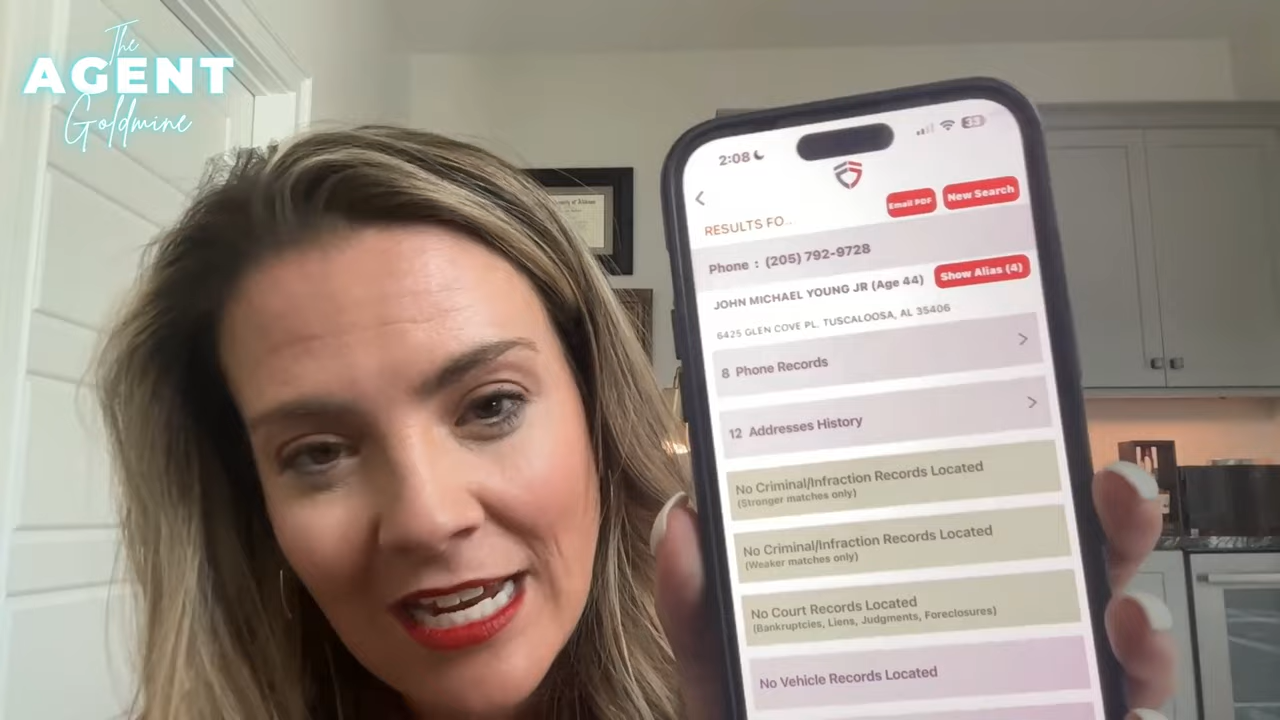 The
AGENT
Goldmine
2:08
33
Email PDF
New Search
RESULTS FO...
Phone : (205) 792-9728
JOHN MICHAEL YOUNG JR (Age 44)
Show Alias (4)
6425 GLEN COVE PL. TUSCALOOSA, AL 35406
8 Phone Records
12 Addresses History
No Criminal/Infraction Records Located
(Stronger matches only)
No Criminal/Infraction Records Located
(Weaker matches only)
No Court Records Located
(Bankruptcies, Liens, Judgments, Foreclosures)
No Vehicle Records Located